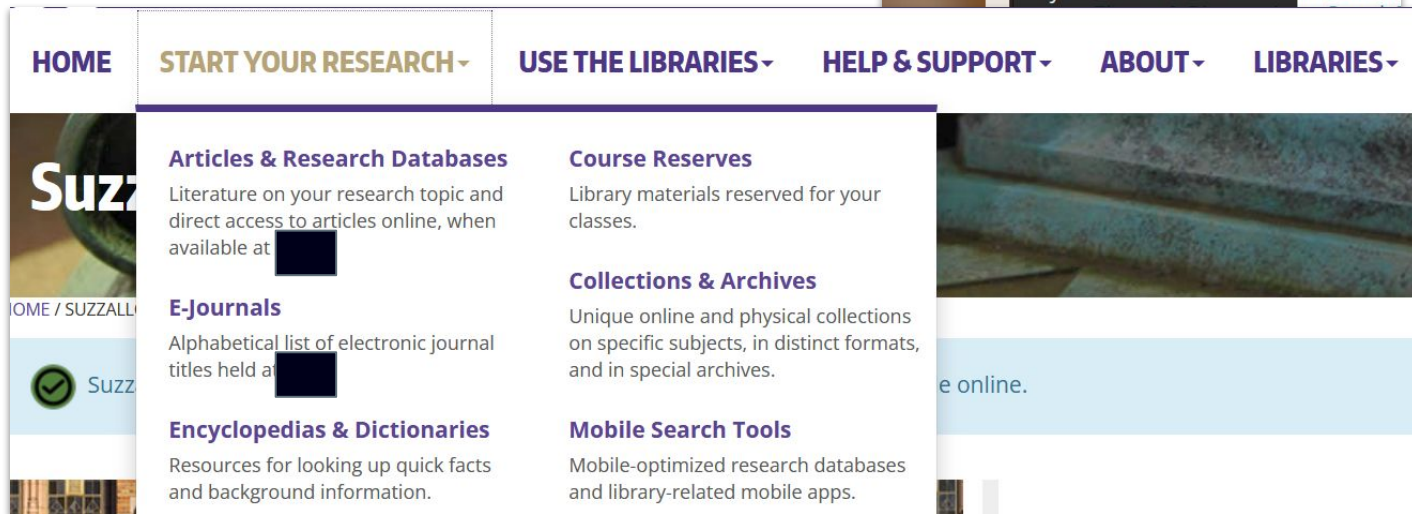 HOME START YOUR RESEARCH USE THE LIBRARIES HELP & SUPPORT ABOUT LIBRARIES
Articles & Research Databases
Literature on your research topic and
direct access to articles online, when
available at
E-Journals
Alphabetical list of electronic journal
titles held at
Encyclopedias & Dictionaries
Resources for looking up quick facts
and background information.
Course Reserves
Library materials reserved for your
classes.
Collections & Archives
Unique online and physical collections
on specific subjects, in distinct formats,
and in special archives.
Mobile Search Tools
Mobile-optimized research databases
and library-related mobile apps.
Suzz
HOME / SUZZALL
Suzz
e online.